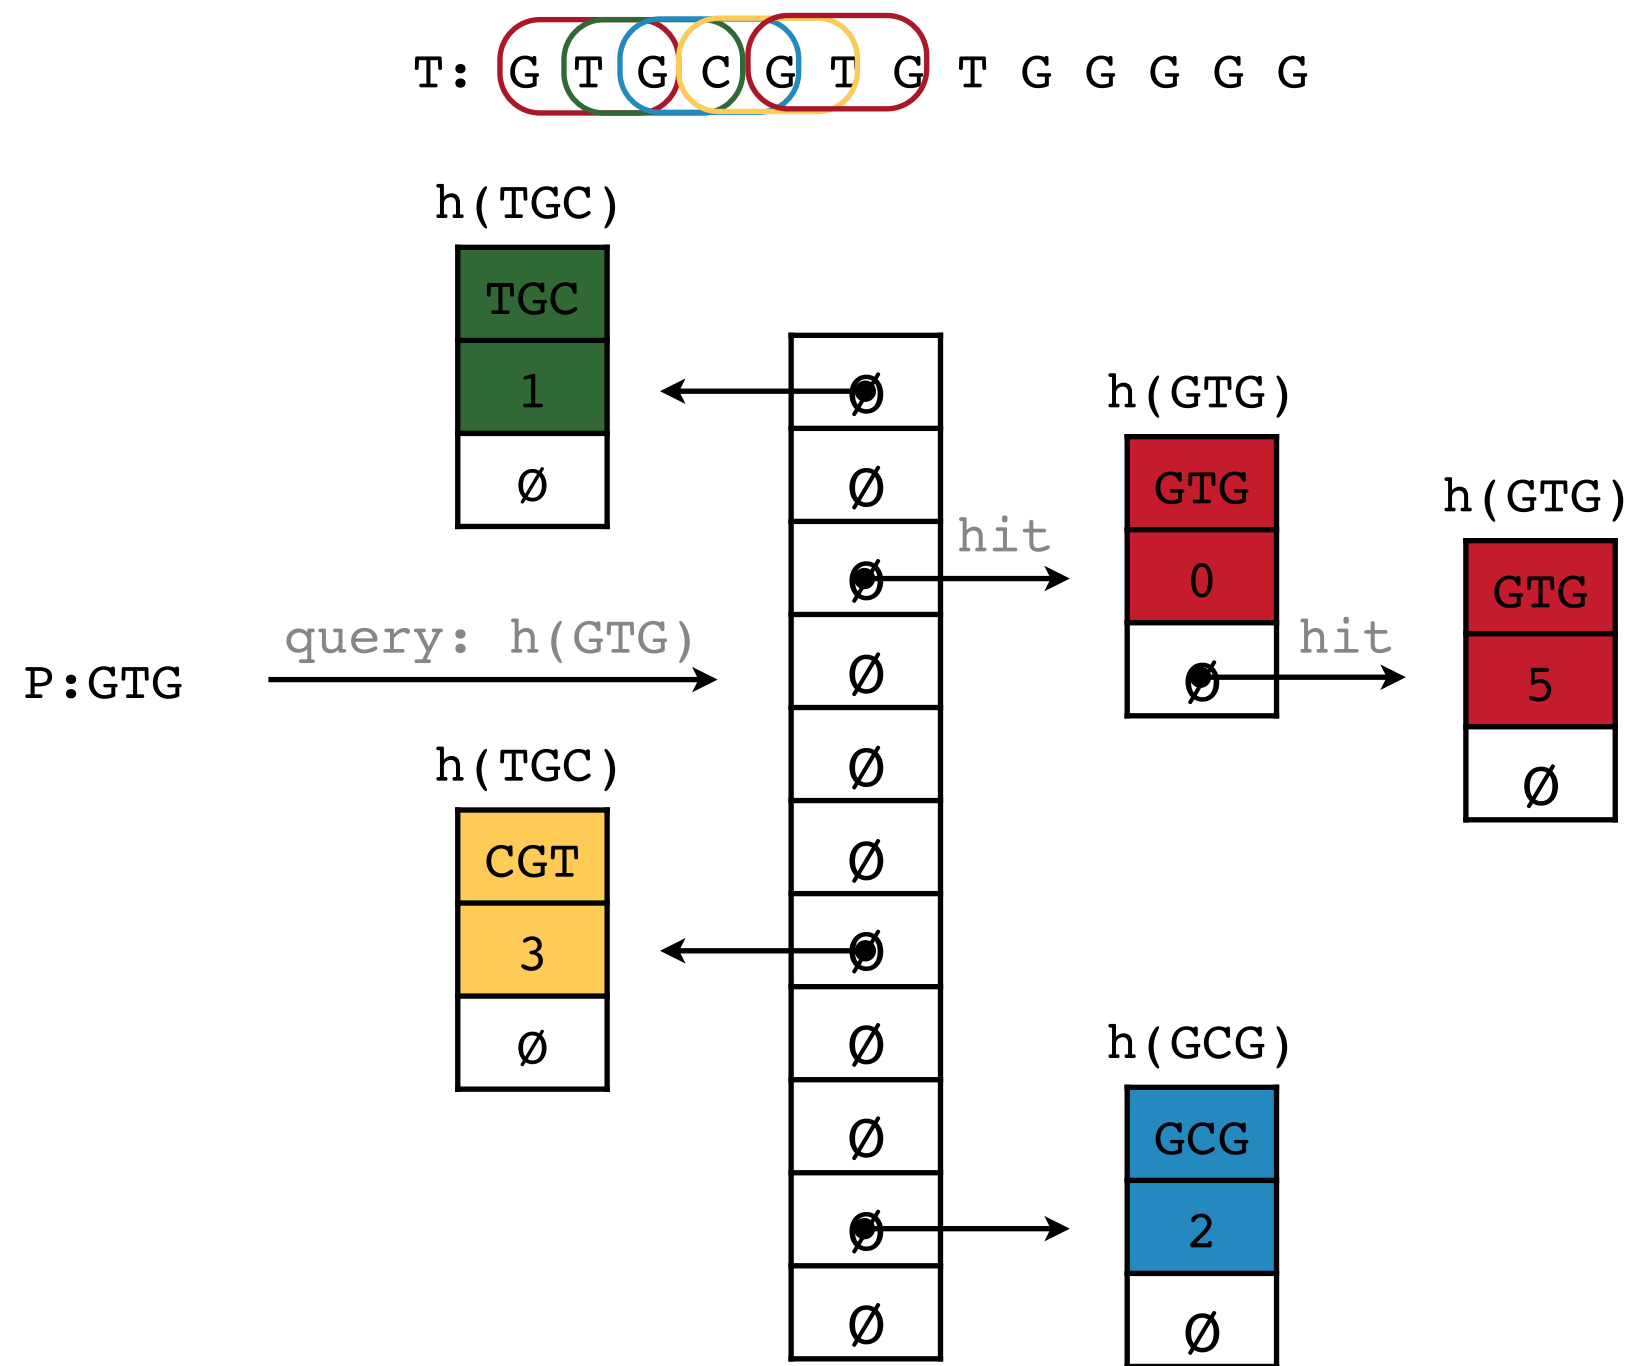 T: G T G C G T G T G G G G G
h(TGC)
TGC
1
Ø
Ø
Ø
Ø
h(GTG)
GTG
0
Ø
hit
h(GTG)
GTG
5
Ø
hit
query: h(GTG)
P:GTG
Ø
Ø
Ø
h(TGC)
CGT
3
Ø
Ø
Ø
Ø
Ø
Ø
h(GCG)
GCG
2
Ø